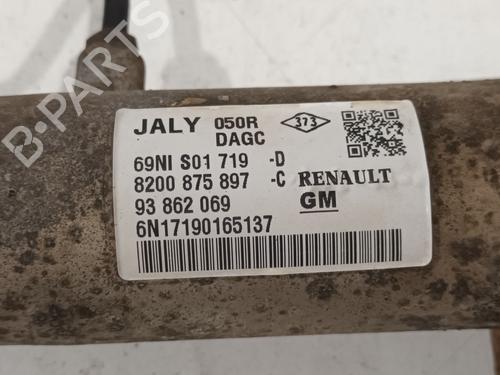 B-PARTS
JALY 050R 373
DAGC
69NI S01 719 -D
8200 875 897 -C RENAULT
93 862 069 GM
6N17190165137